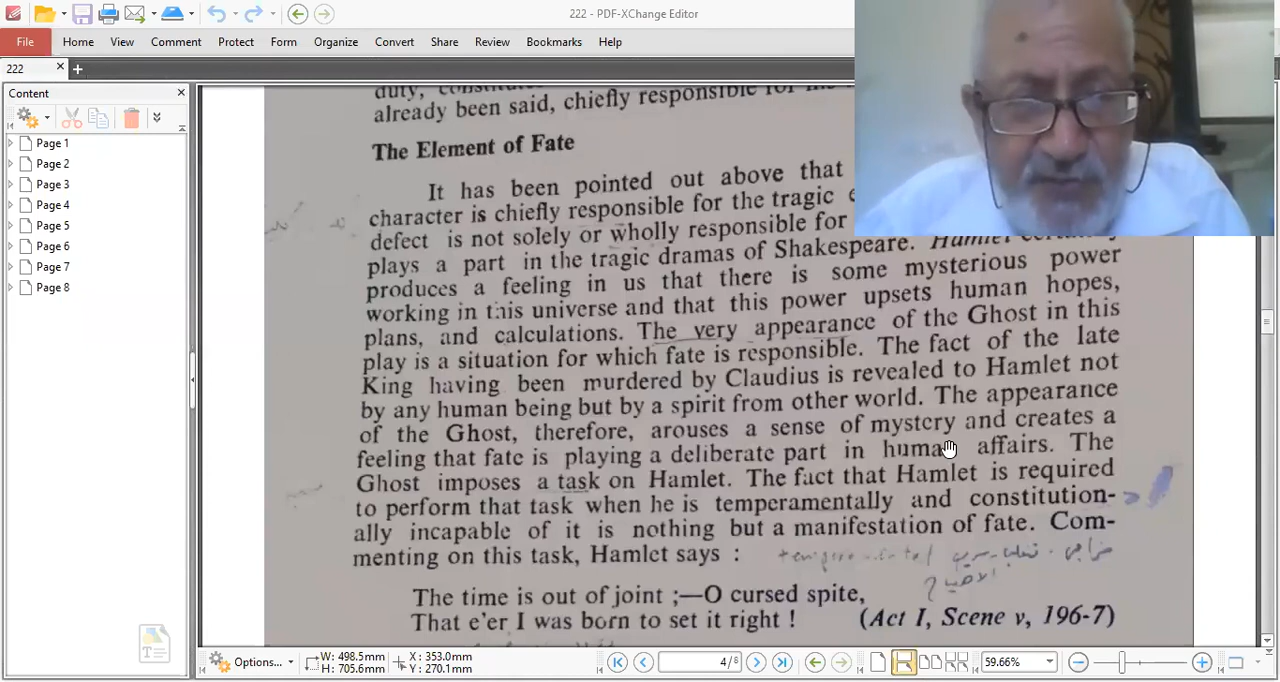 222 - PDF-XChange Editor
File Home View Comment Protect Form Organize Convert Share Review Bookmarks Help
222
Content
Page 1
Page 2
Page 3
Page 4
Page 5
Page 6
Page 7
Page 8
already been said, chiefly responsible for
The Element of Fate
It has been pointed out above that
character is chiefly responsible for the tragic
defect is not solely or wholly responsible for
plays a part in the tragic dramas of Shakespeare. Hamlet
produces a feeling in us that there is some mysterious power
working in this universe and that this power upsets human hopes,
plans, and calculations. The very appearance of the Ghost in this
play is a situation for which fate is responsible. The fact of the late
King having been murdered by Claudius is revealed to Hamlet not
by any human being but by a spirit from other world. The appearance
of the Ghost, therefore, arouses a sense of mystery and creates a
feeling that fate is playing a deliberate part in human affairs. The
Ghost imposes a task on Hamlet. The fact that Hamlet is required
to perform that task when he is temperamentally and constitution-
ally incapable of it is nothing but a manifestation of fate. Com-
menting on this task, Hamlet says :
The time is out of joint ;—O cursed spite,
That e'er I was born to set it right ! (Act I, Scene v, 196-7)
Options...
W: 498.5mm
H: 705.6mm
X: 353.0mm
Y: 270.1mm
4/8
59.66%